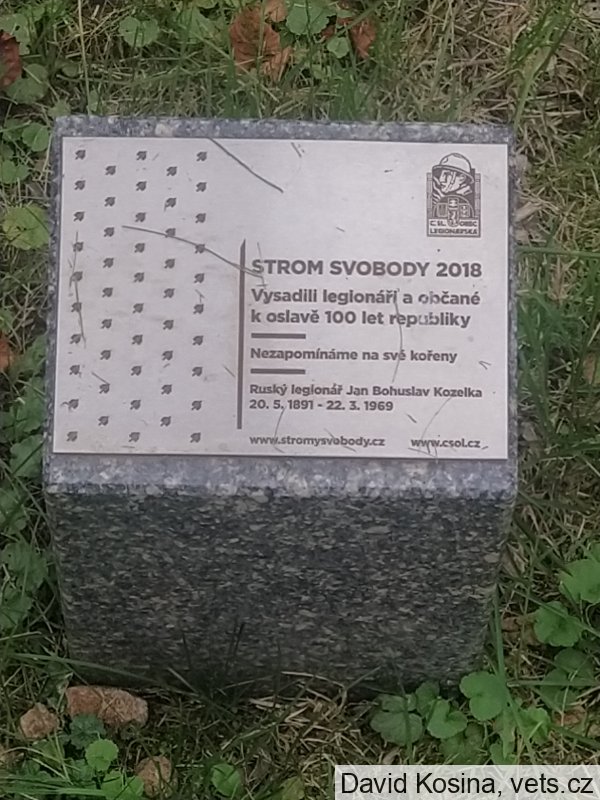 Č. SL. OBEC
LEGIONÁŘSKÁ
STROM SVOBODY 2018
Vysadili legionáři a občané
k oslavě 100 let republiky
Nezapomínáme na své kořeny
Ruský legionář Jan Bohuslav Kozelka
20. 5. 1891 - 22. 3. 1969
www.stromysvobody.cz www.csol.cz
David Kosina, vets.cz